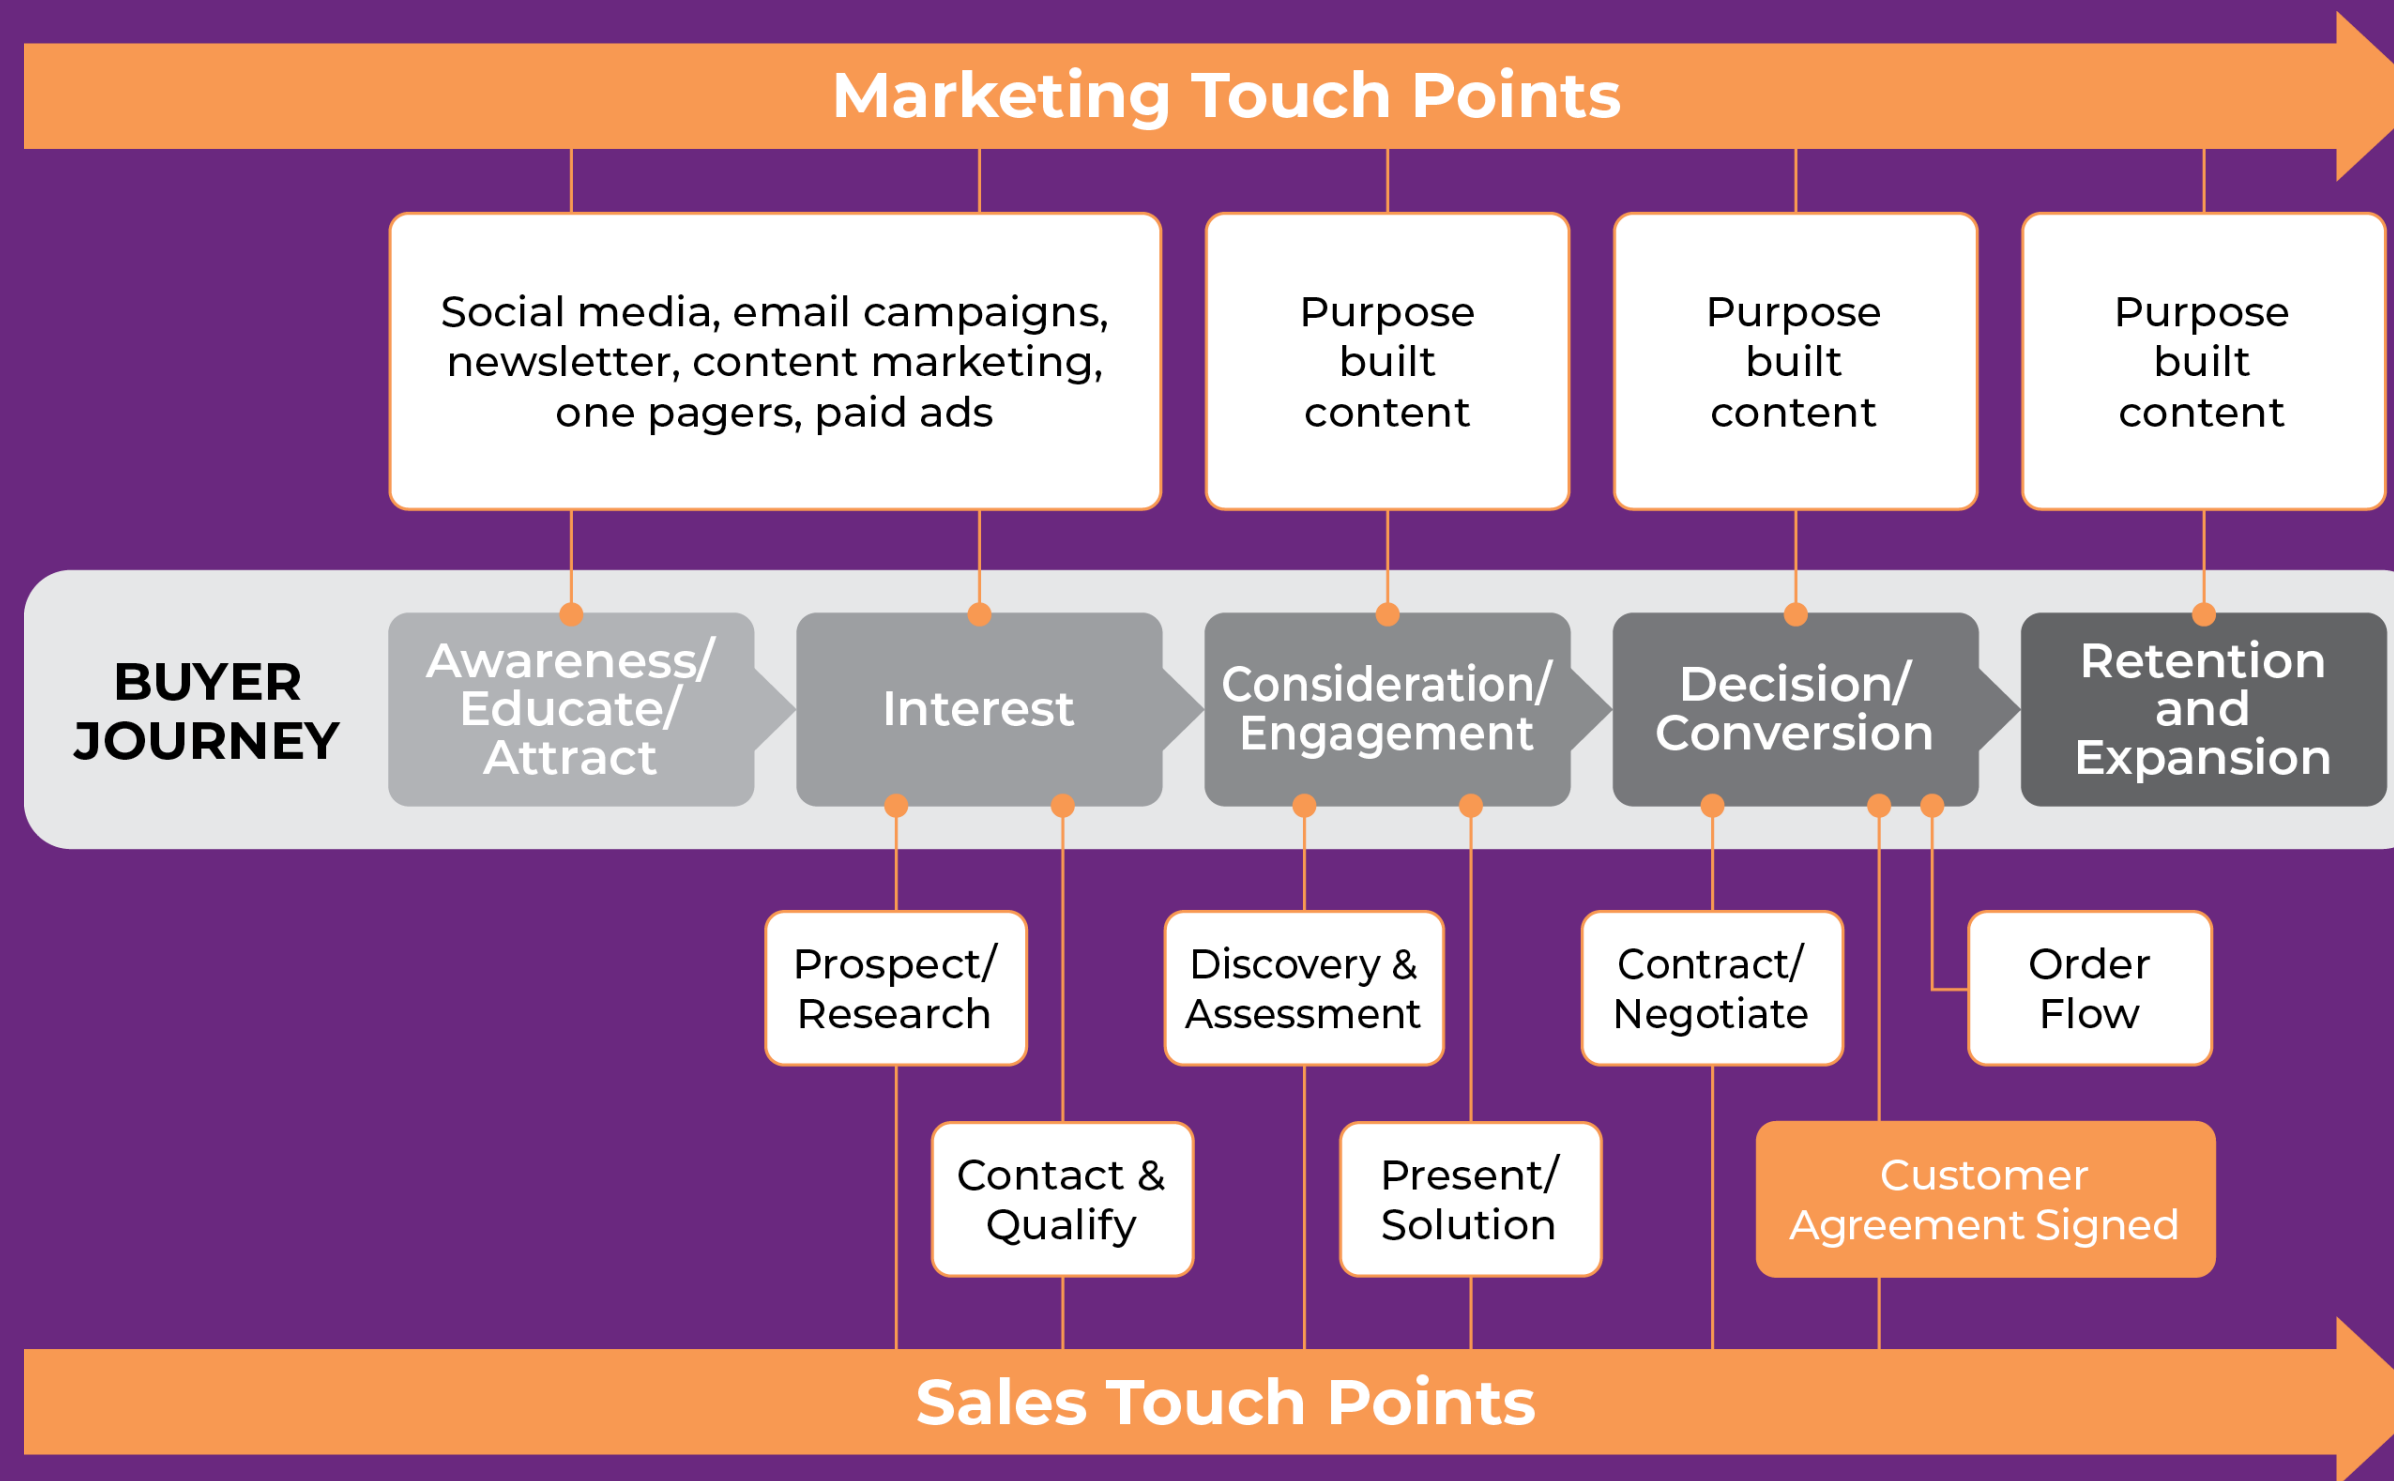 Marketing Touch Points
Social media, email campaigns,
newsletter, content marketing,
one pagers, paid ads
Purpose
built
content
Purpose
built
content
Purpose
built
content
BUYER
JOURNEY
Awareness/
Educate/
Attract
Interest
Consideration/
Engagement
Decision/
Conversion
Retention
and
Expansion
Prospect/
Research
Discovery &
Assessment
Contract/
Negotiate
Order
Flow
Contact &
Qualify
Present/
Solution
Customer
Agreement Signed
Sales Touch Points